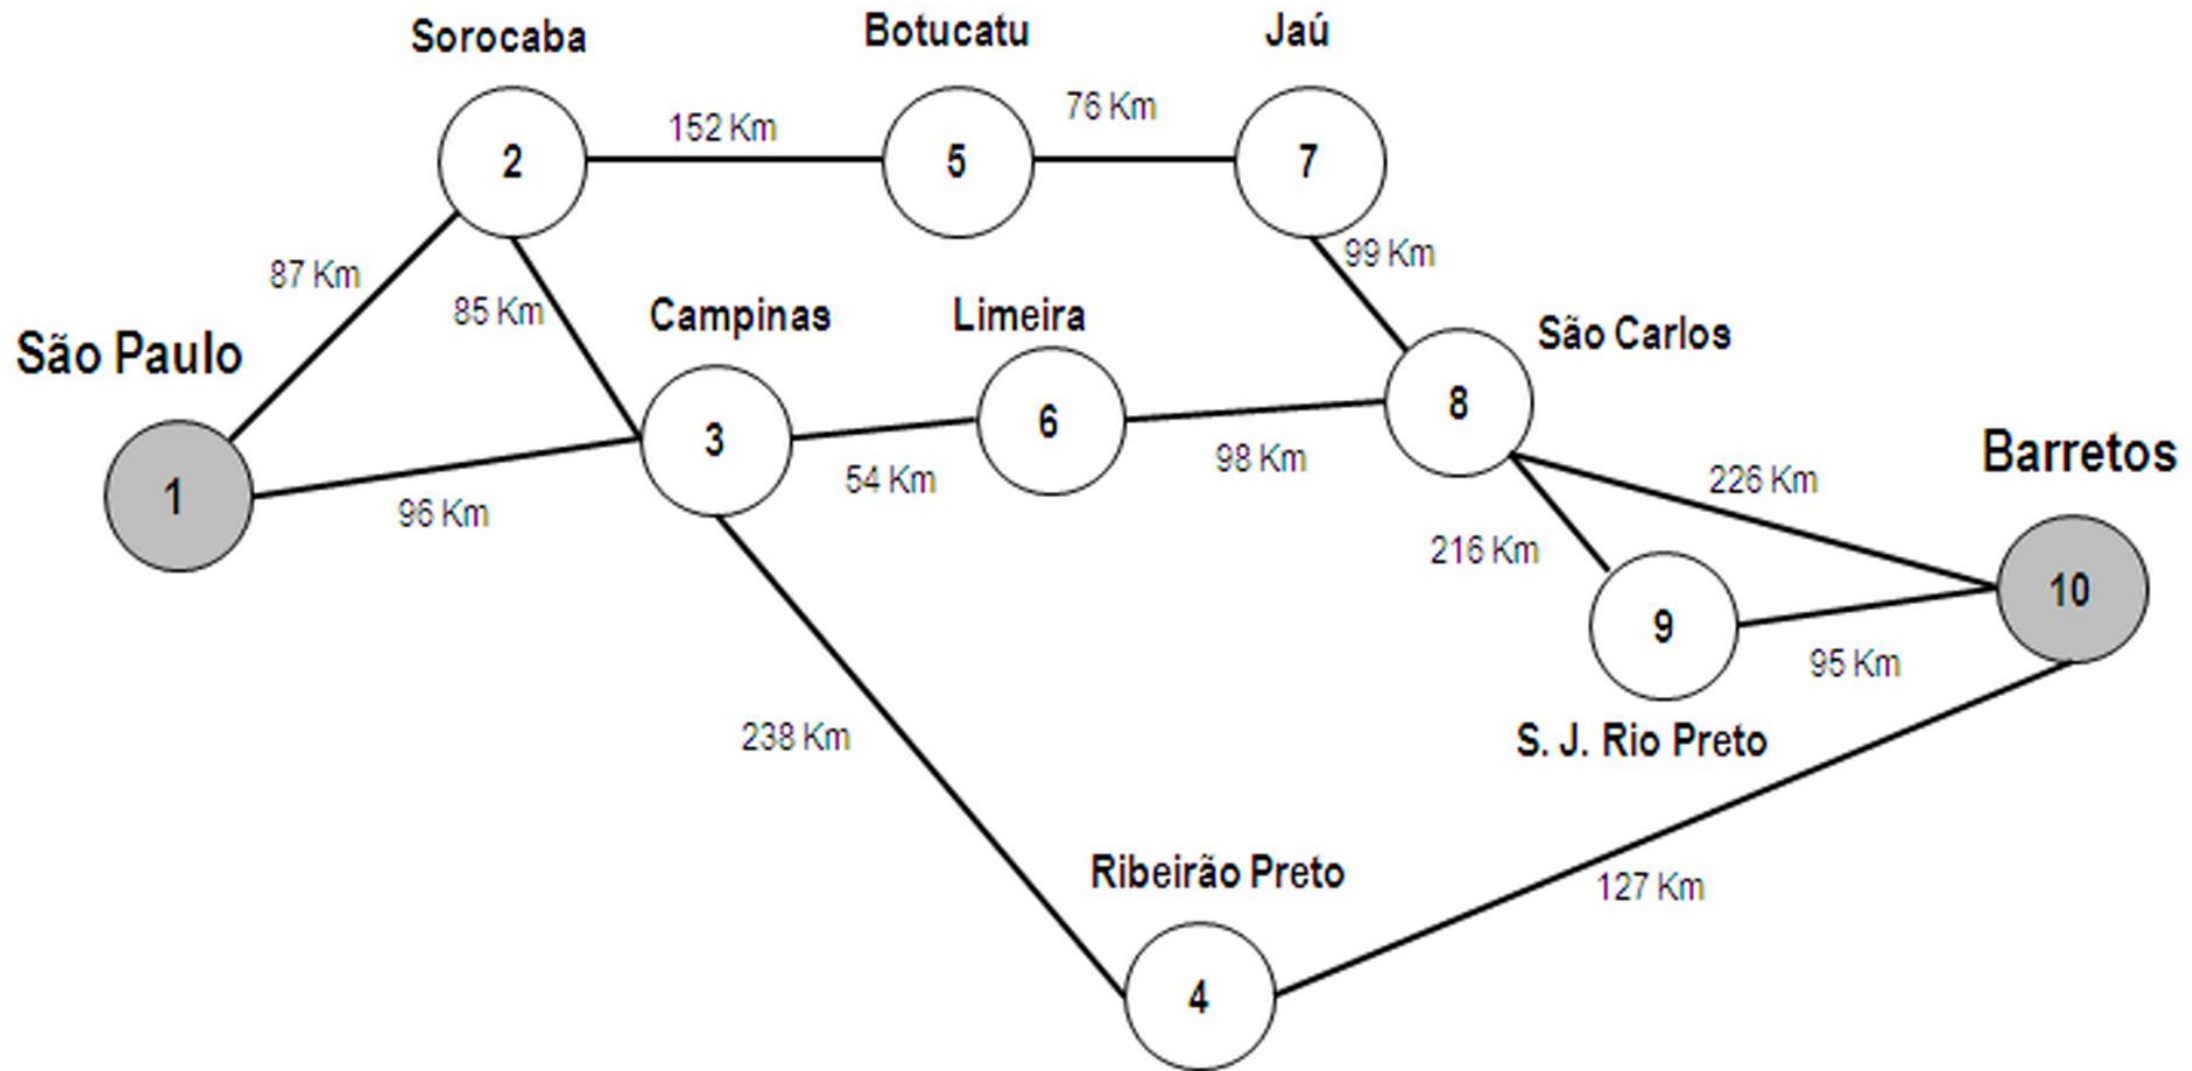 Sorocaba
Botucatu
Jaú
152 Km
76 Km
2
5
7
87 Km
85 Km
99 Km
São Paulo
Campinas
Limeira
São Carlos
1
3
6
8
96 Km
54 Km
98 Km
226 Km
Barretos
216 Km
10
9
95 Km
238 Km
S. J. Rio Preto
Ribeirão Preto
127 Km
4